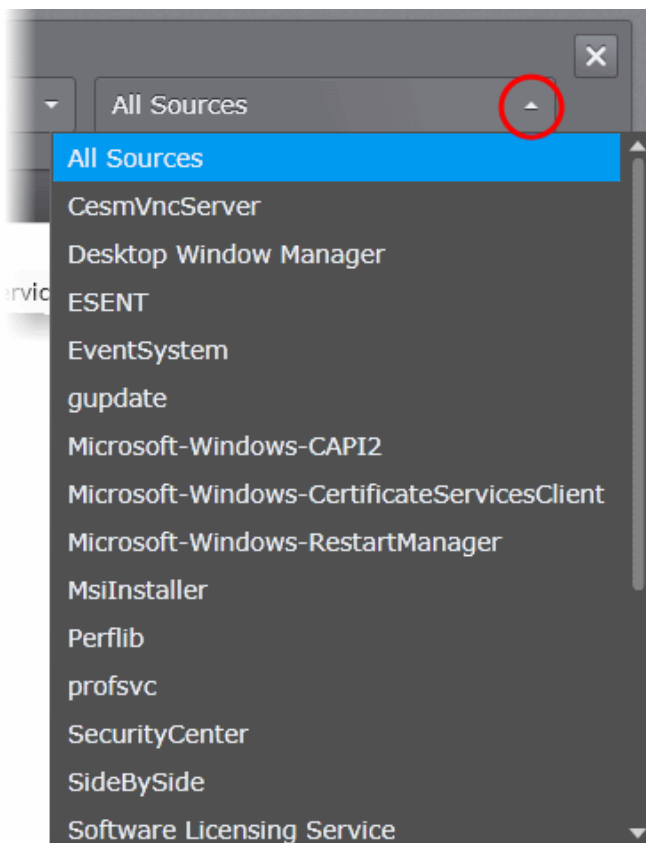 All Sources
All Sources
CesmVncServer
Desktop Window Manager
ESENT
EventSystem
gupdate
Microsoft-Windows-CAPI2
Microsoft-Windows-CertificateServicesClient
Microsoft-Windows-RestartManager
MsiInstaller
Perflib
profsvc
SecurityCenter
SideBySide
Software Licensing Service